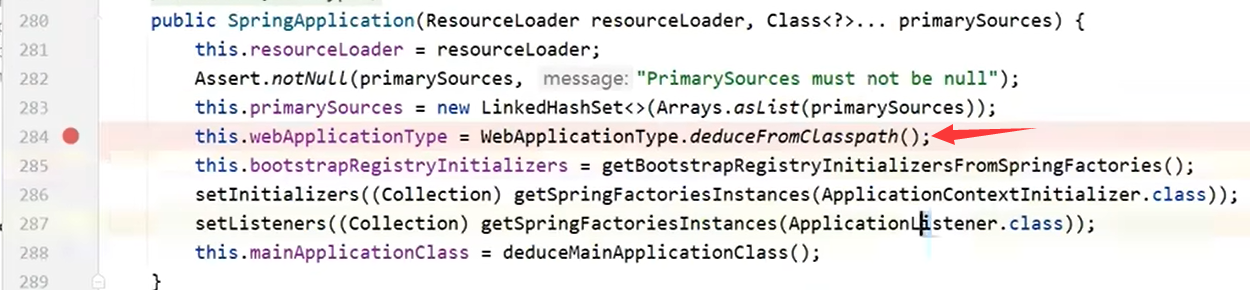 280 public SpringApplication(ResourceLoader resourceLoader, Class<?>... primarySources) {
281 this.resourceLoader = resourceLoader;
282 Assert.notNull(primarySources, message: "PrimarySources must not be null");
283 this.primarySources = new LinkedHashSet<>(Arrays.asList(primarySources));
284 this.webApplicationType = WebApplicationType.deduceFromClasspath();
285 this.bootstrapRegistryInitializers = getBootstrapRegistryInitializersFromSpringFactories();
286 setInitializers((Collection) getSpringFactoriesInstances(ApplicationContextInitializer.class));
287 setListeners((Collection) getSpringFactoriesInstances(ApplicationListener.class));
288 this.mainApplicationClass = deduceMainApplicationClass();
289 }